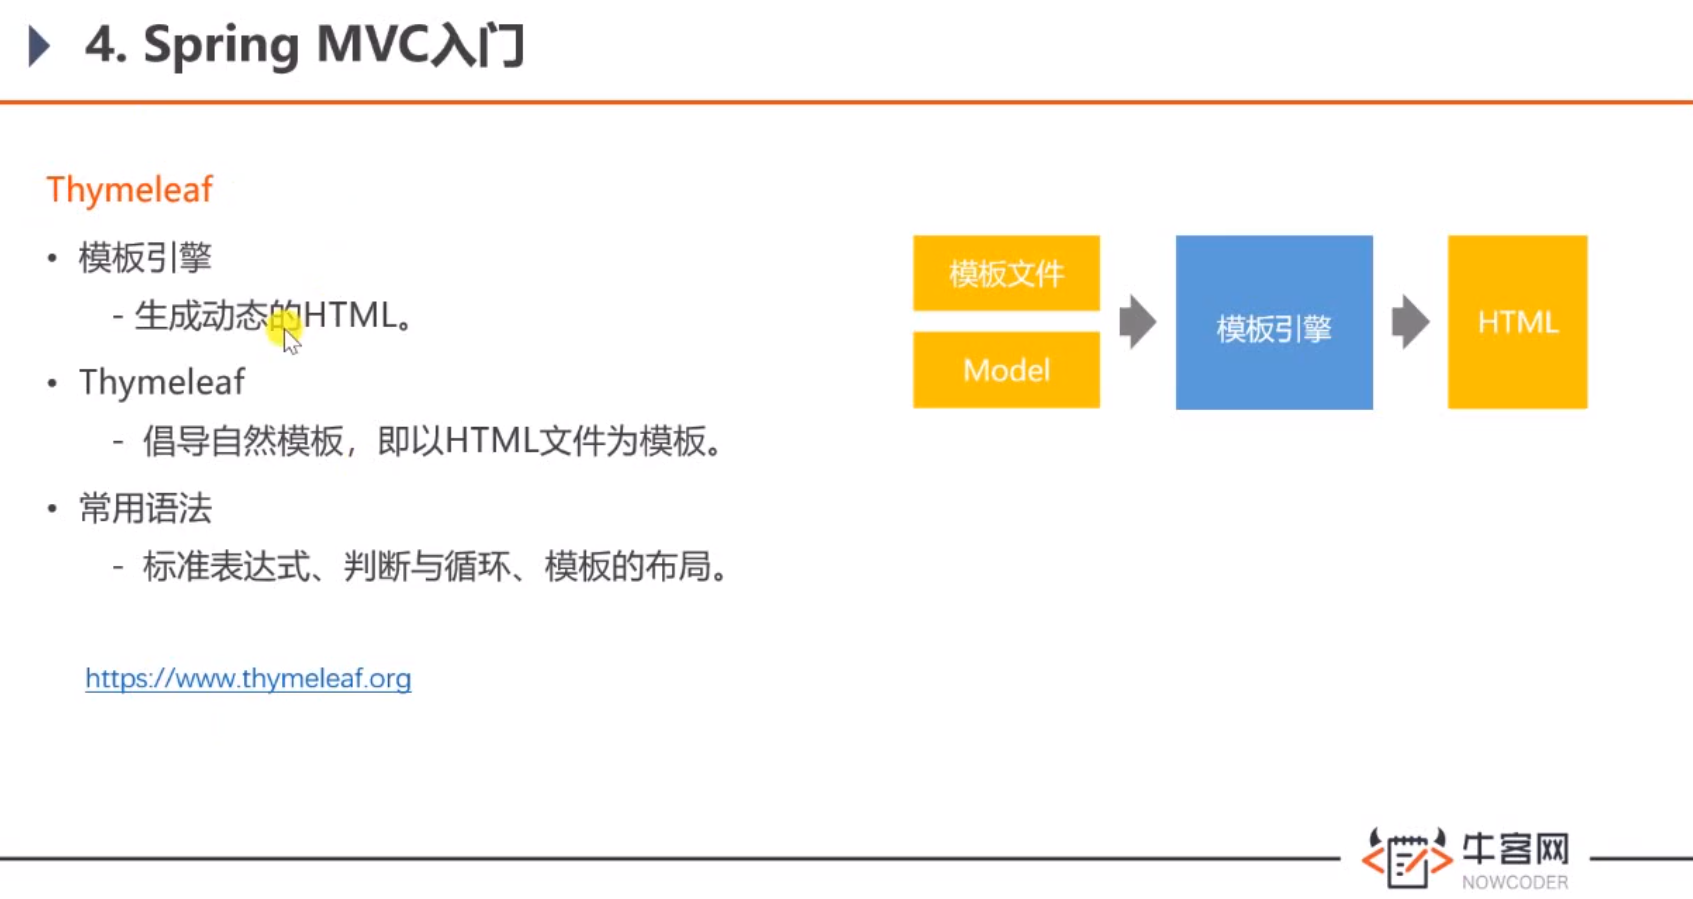 4. Spring MVC入门
Thymeleaf
• 模板引擎
- 生成动态的HTML。
• Thymeleaf
- 倡导自然模板，即以HTML文件为模板。
• 常用语法
- 标准表达式、判断与循环、模板的布局。
https://www.thymeleaf.org
模板文件
Model
模板引擎
HTML
牛客网
NOWCODER